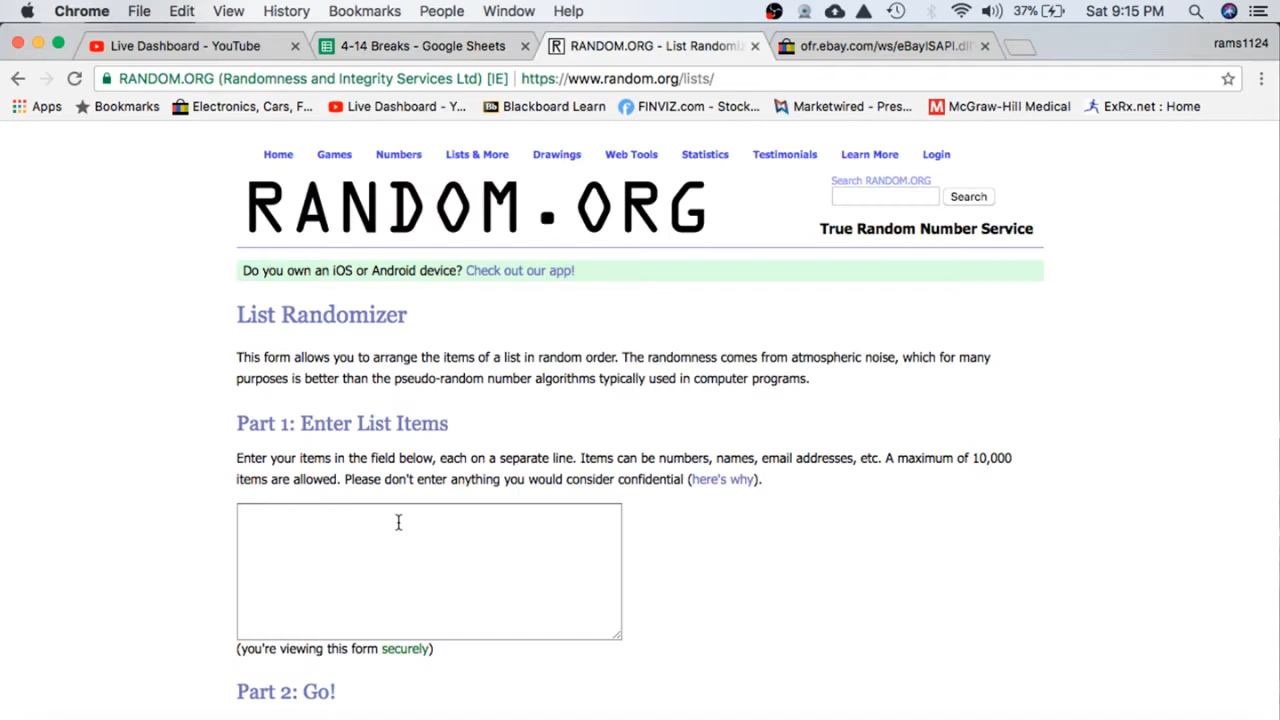 Chrome File Edit View History Bookmarks People Window Help 37% Sat 9:15 PM
Live Dashboard - YouTube 4-14 Breaks - Google Sheets RANDOM.ORG - List Randomiz ofr.ebay.com/ws/eBayISAPI.dll rams1124
RANDOM.ORG (Randomness and Integrity Services Ltd) [IE] https://www.random.org/lists/
Apps Bookmarks Electronics, Cars, F... Live Dashboard - Y... Bb Blackboard Learn FINVIZ.com - Stock... Marketwired - Pres... M McGraw-Hill Medical ExRx.net : Home
Home Games Numbers Lists & More Drawings Web Tools Statistics Testimonials Learn More Login
RANDOM.ORG
Search RANDOM.ORG
Search
True Random Number Service
Do you own an iOS or Android device? Check out our app!
List Randomizer
This form allows you to arrange the items of a list in random order. The randomness comes from atmospheric noise, which for many
purposes is better than the pseudo-random number algorithms typically used in computer programs.
Part 1: Enter List Items
Enter your items in the field below, each on a separate line. Items can be numbers, names, email addresses, etc. A maximum of 10,000
items are allowed. Please don't enter anything you would consider confidential (here's why).
(you're viewing this form securely)
Part 2: Go!